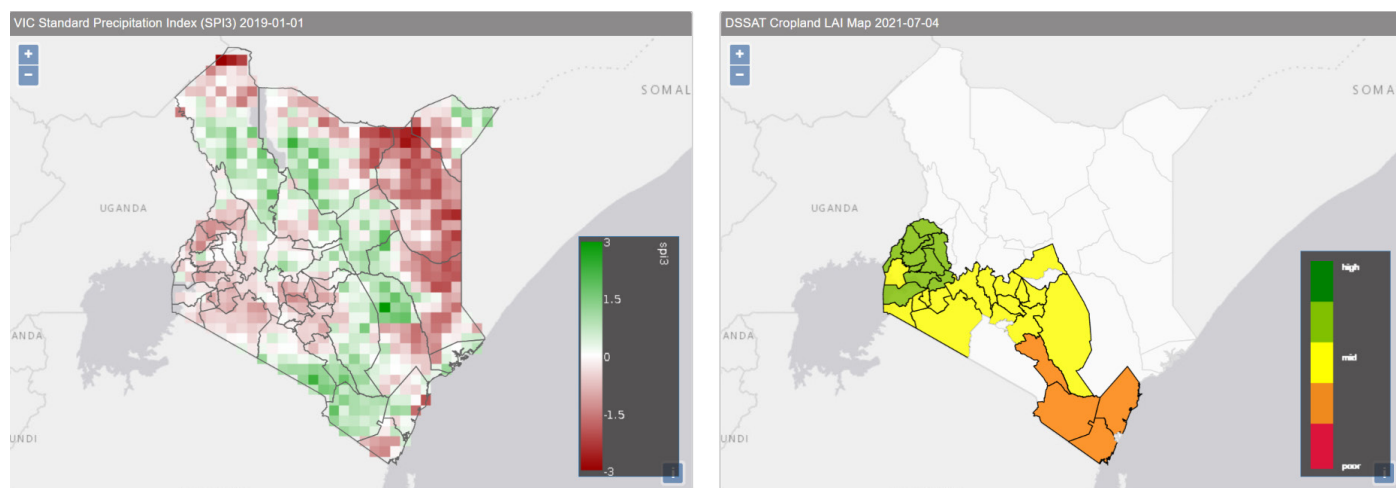 VIC Standard Precipitation Index (SPI3) 2019-01-01
+
−
SOMAL
UGANDA
ANDA
UNDI
spi3
3
1.5
0
-1.5
-3
i
DSSAT Cropland LAI Map 2021-07-04
+
−
SOMA
UGANDA
ANDA
UNDI
high
mid
poor
i